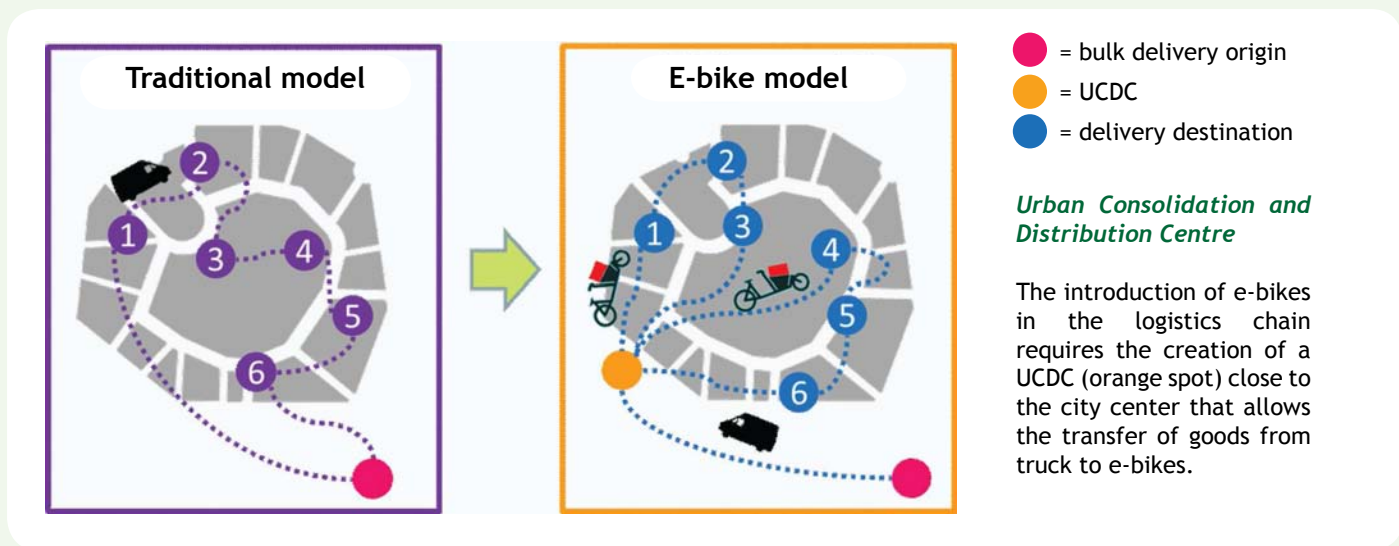 Traditional model
2
1
3
4
5
6
E-bike model
2
1
3
4
5
6
= bulk delivery origin
= UCDC
= delivery destination
Urban Consolidation and
Distribution Centre
The introduction of e-bikes
in the logistics chain
requires the creation of a
UCDC (orange spot) close to
the city center that allows
the transfer of goods from
truck to e-bikes.